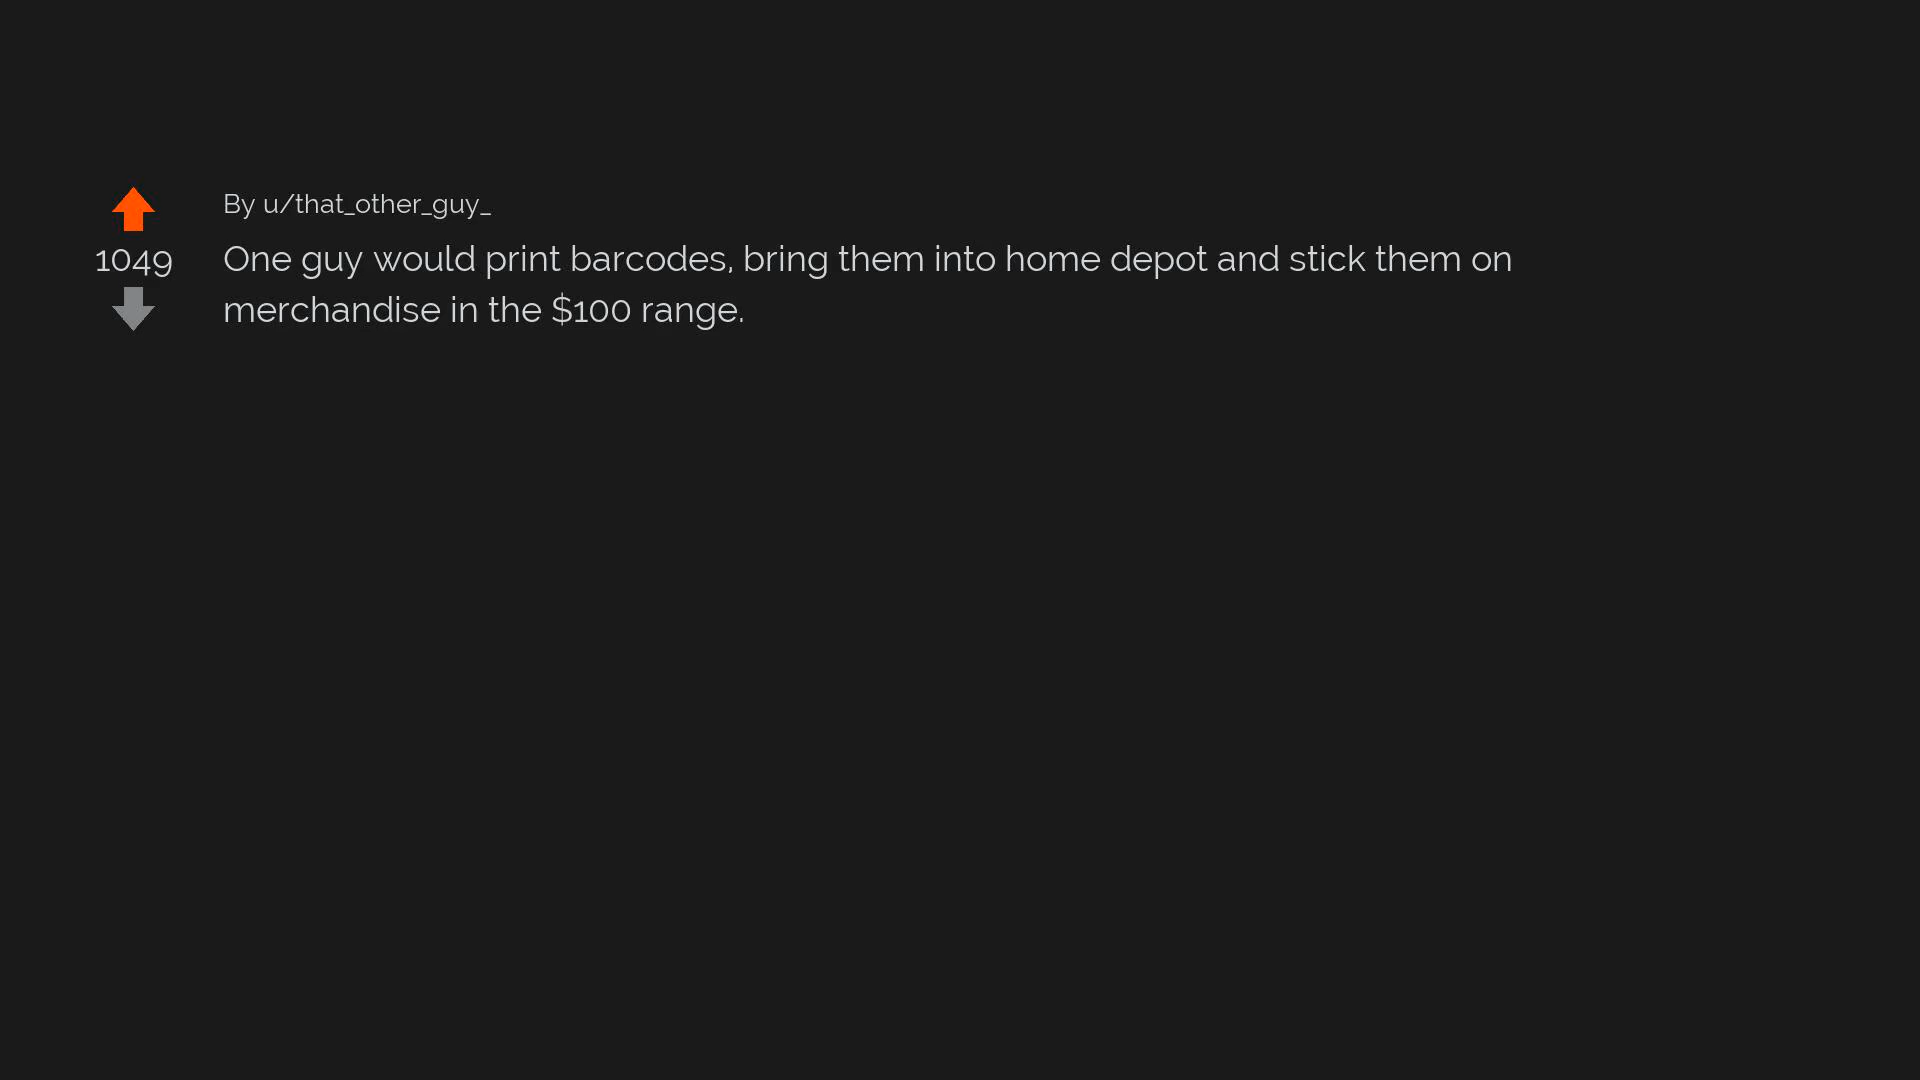 By u/that_other_guy_
1049
One guy would print barcodes, bring them into home depot and stick them on
merchandise in the $100 range.